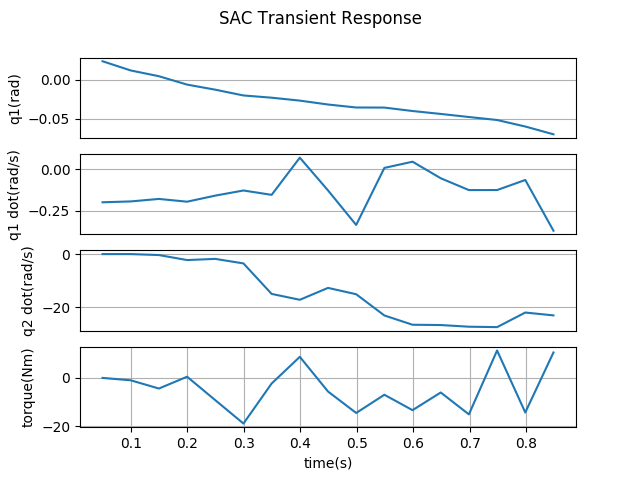 SAC Transient Response
q1(rad)
0.00
−0.05
q1 dot(rad/s)
0.00
−0.25
q2 dot(rad/s)
0
−20
torque(Nm)
0
−20
0.1 0.2 0.3 0.4 0.5 0.6 0.7 0.8
time(s)